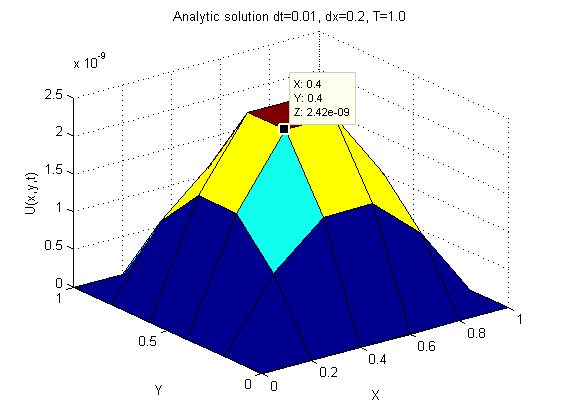 Analytic solution dt=0.01, dx=0.2, T=1.0
x 10^-9
X: 0.4
Y: 0.4
Z: 2.42e-09
2.5
2
1.5
1
0.5
0
U(x,y,t)
1
0.5
0
Y
0
0.2
0.4
0.6
0.8
1
X